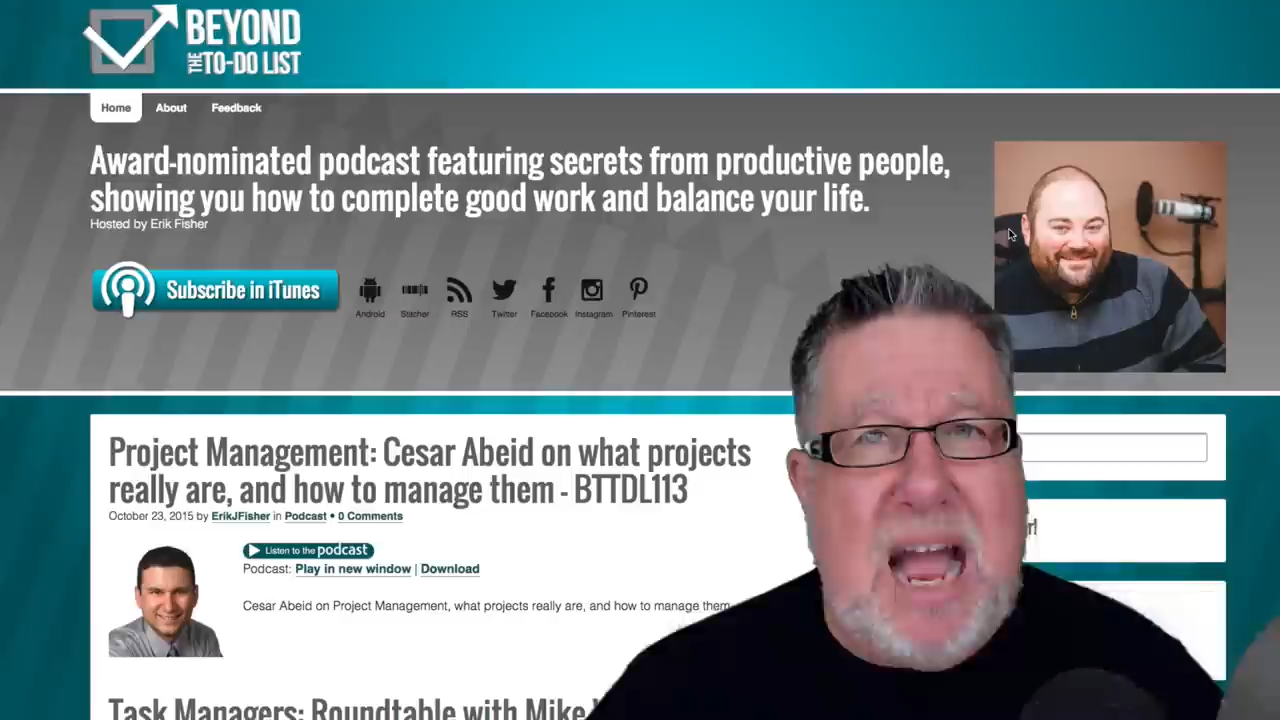 BEYOND
THE TO-DO LIST
Home About Feedback
Award-nominated podcast featuring secrets from productive people,
showing you how to complete good work and balance your life.
Hosted by Erik Fisher
Subscribe in iTunes
Android Stitcher RSS Twitter Facebook Instagram Pinterest
Project Management: Cesar Abeid on what projects
really are, and how to manage them - BTTDL113
October 23, 2015 by ErikJFisher in Podcast • 0 Comments
Listen to the podcast
Podcast: Play in new window | Download
Cesar Abeid on Project Management, what projects really are, and how to manage them
Task Managers: Roundtable with Mike